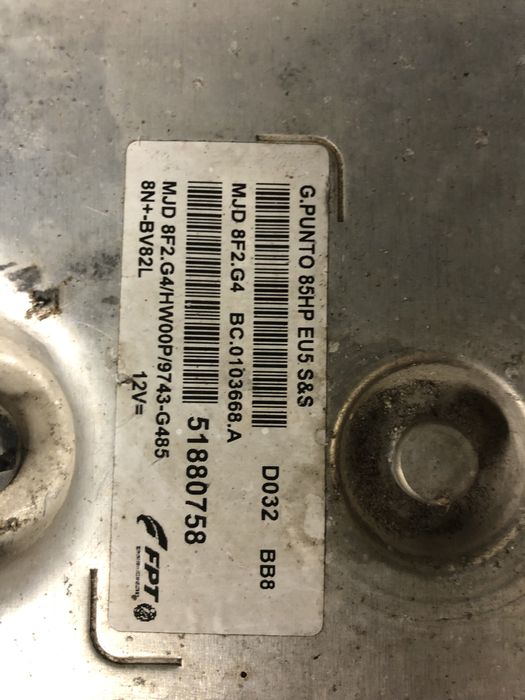 G.PUNTO 85HP EU5 S&S
D032 BB8
MJD 8F2.G4 BC.0103668.A
51880758
MJD 8F2.G4/HW00P/9743-G485
8N+-BV82L 12V=
FPT